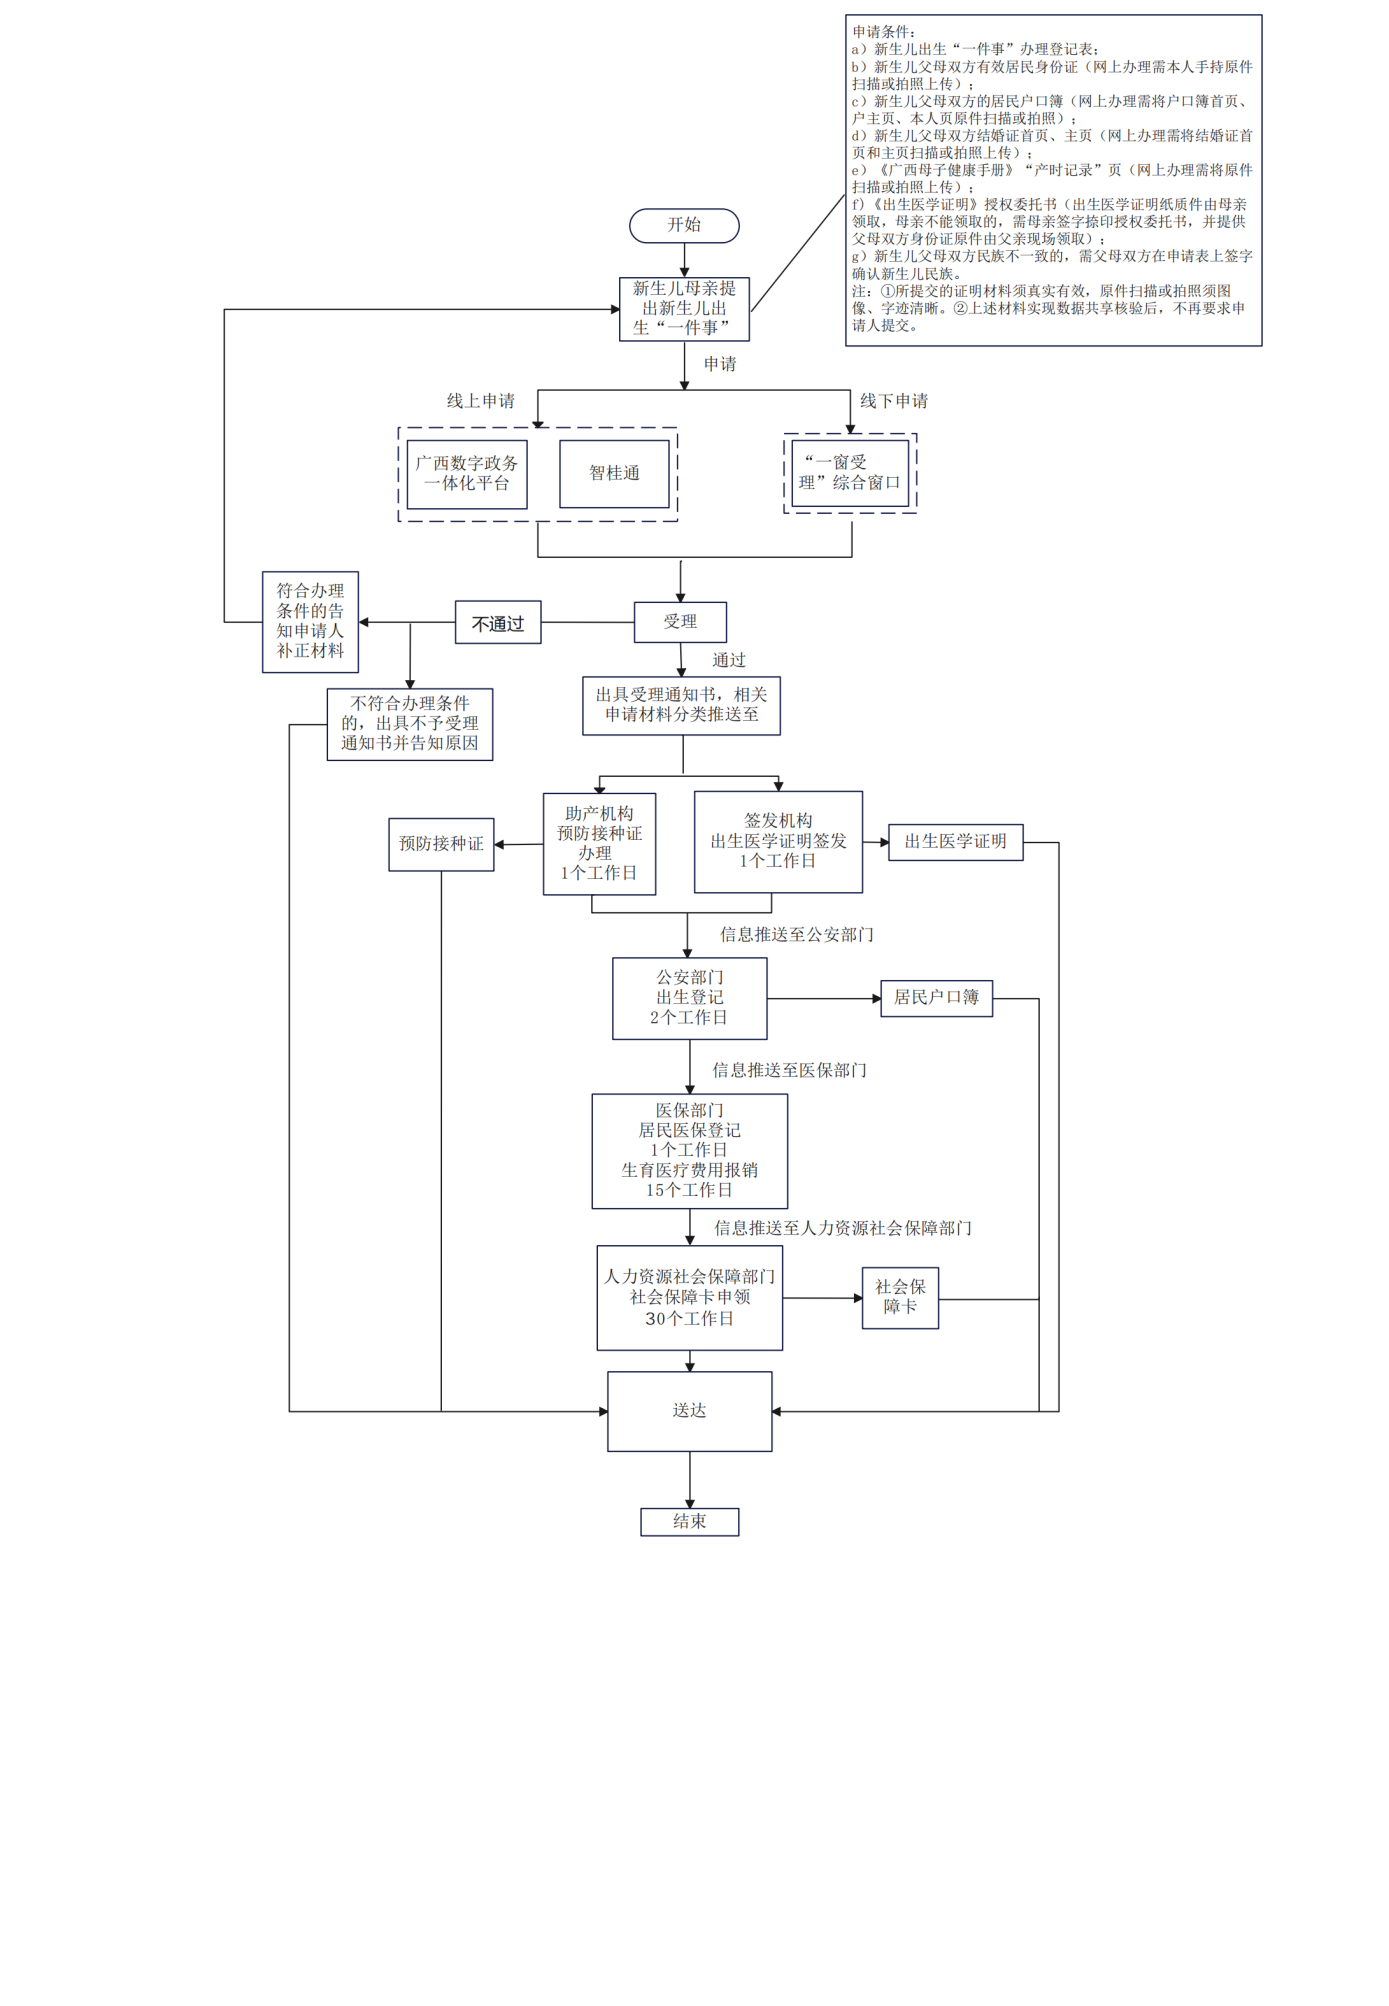 申请条件：
a）新生儿出生“一件事”办理登记表；
b）新生儿父母双方有效居民身份证（网上办理需本人手持原件
扫描或拍照上传）；
c）新生儿父母双方的居民户口簿（网上办理需将户口簿首页、
户主页、本人页原件扫描或拍照）；
d）新生儿父母双方结婚证首页、主页（网上办理需将结婚证首
页和主页扫描或拍照上传）；
e）《广西母子健康手册》“产时记录”页（网上办理需将原件
扫描或拍照上传）；
f）《出生医学证明》授权委托书（出生医学证明纸质件由母亲
领取，母亲不能领取的，需母亲签字捺印授权委托书，并提供
父母双方身份证原件由父亲现场领取）；
g）新生儿父母双方民族不一致的，需父母双方在申请表上签字
确认新生儿民族。
注：①所提交的证明材料须真实有效，原件扫描或拍照须图
像、字迹清晰。②上述材料实现数据共享核验后，不再要求申
请人提交。
开始
新生儿母亲提
出新生儿出
生“一件事”
申请
线上申请
线下申请
广西数字政务
一体化平台
智桂通
“一窗受
理”综合窗口
符合办理
条件的告
知申请人
补正材料
不通过
受理
通过
不符合办理条件
的，出具不予受理
通知书并告知原因
出具受理通知书，相关
申请材料分类推送至
预防接种证
助产机构
预防接种证
办理
1个工作日
签发机构
出生医学证明签发
1个工作日
出生医学证明
信息推送至公安部门
公安部门
出生登记
2个工作日
居民户口簿
信息推送至医保部门
医保部门
居民医保登记
1个工作日
生育医疗费用报销
15个工作日
信息推送至人力资源社会保障部门
人力资源社会保障部门
社会保障卡申领
30个工作日
社会保
障卡
送达
结束